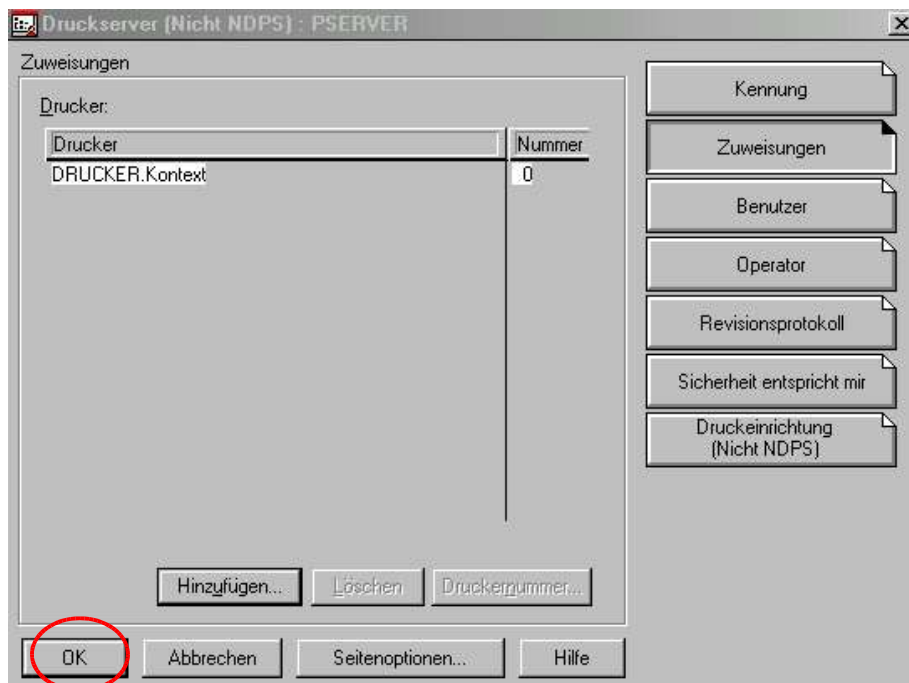 Druckserver (Nicht NDPS) : PSERVER
Zuweisungen
Drucker:
Drucker Nummer
DRUCKER.Kontext 0
Hinzufügen... Löschen Druckernummer...
OK Abbrechen Seitenoptionen... Hilfe
Kennung
Zuweisungen
Benutzer
Operator
Revisionsprotokoll
Sicherheit entspricht mir
Druckeinrichtung
(Nicht NDPS)